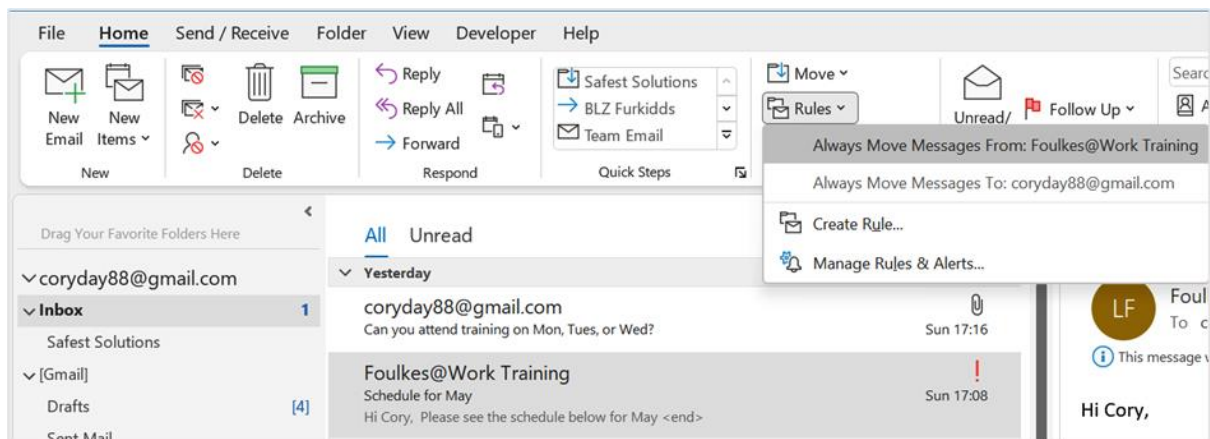 File Home Send / Receive Folder View Developer Help
New Email
New Items
Delete
Archive
Reply
Reply All
Forward
Safest Solutions
BLZ Furkidds
Team Email
Move
Rules
Unread/
Follow Up
New
Delete
Respond
Quick Steps
Always Move Messages From: Foulkes@Work Training
Always Move Messages To: coryday88@gmail.com
Create Rule...
Manage Rules & Alerts...
Drag Your Favorite Folders Here
coryday88@gmail.com
Inbox 1
Safest Solutions
[Gmail]
Drafts [4]
Sent Mail
All Unread
Yesterday
coryday88@gmail.com
Can you attend training on Mon, Tues, or Wed? Sun 17:16
Foulkes@Work Training
Schedule for May Sun 17:08
Hi Cory, Please see the schedule below for May <end>
LF
Foul
To c
This message
Hi Cory,